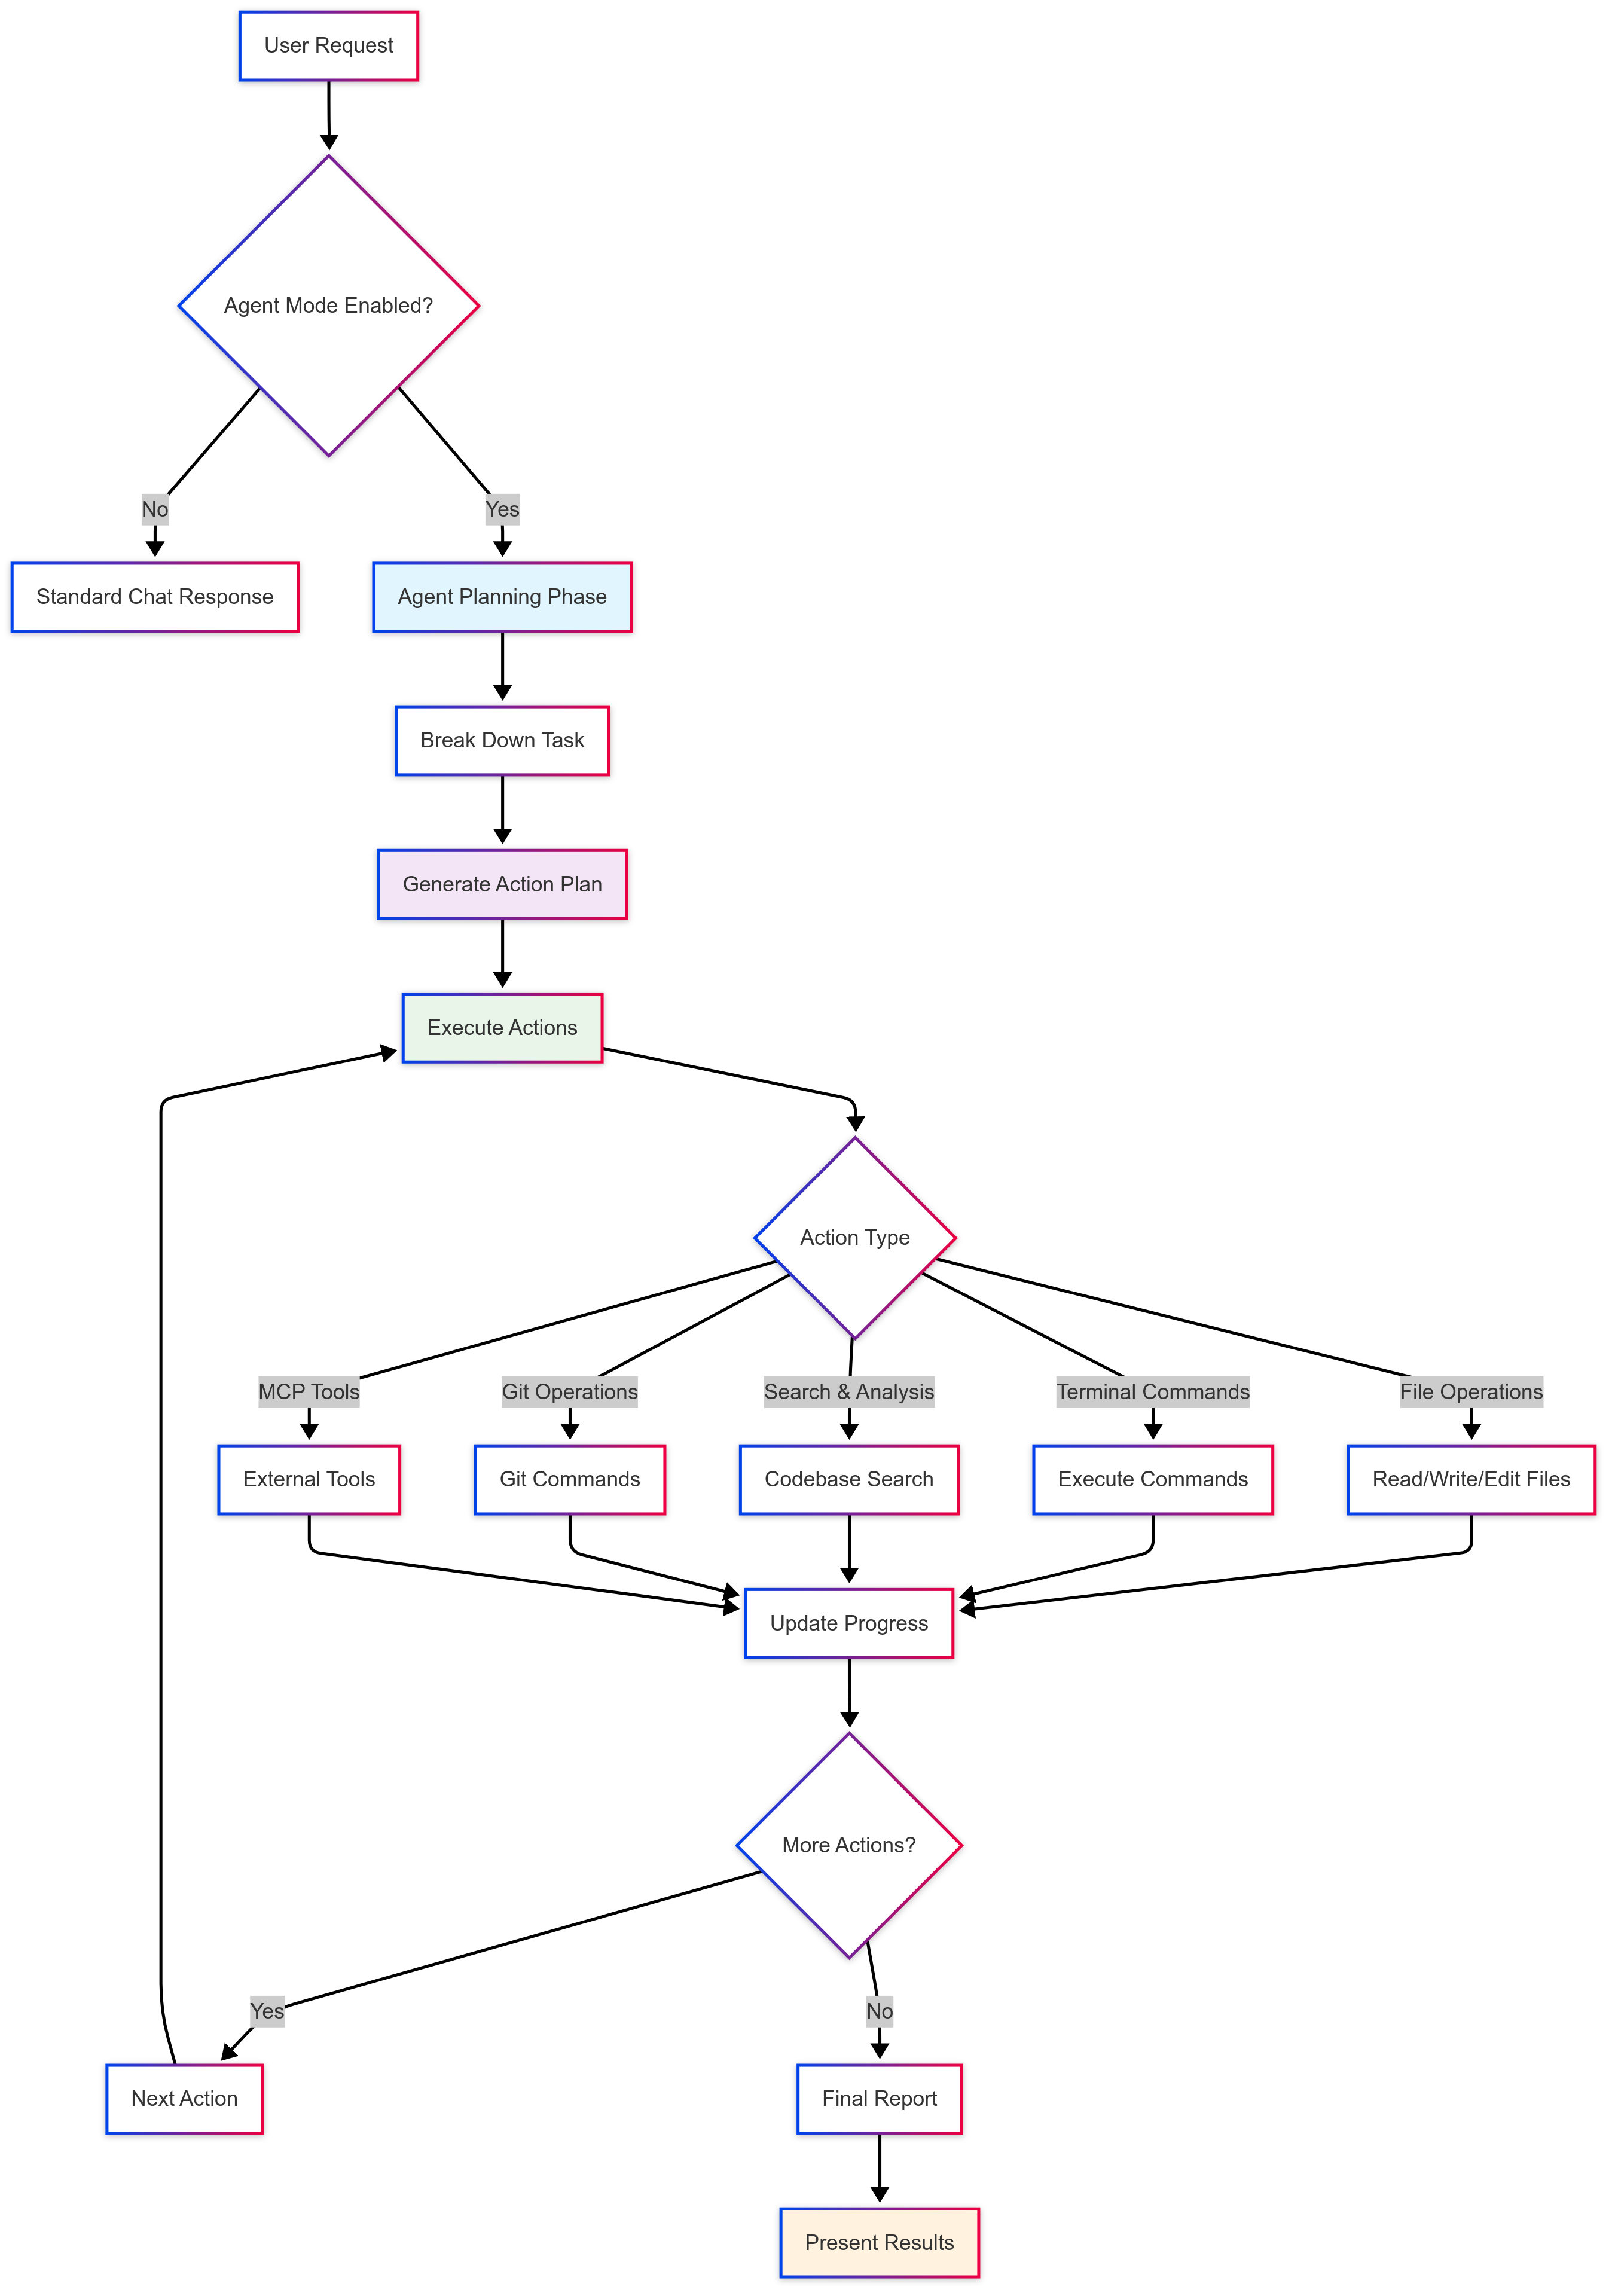 User Request
Agent Mode Enabled?
No
Yes
Standard Chat Response
Agent Planning Phase
Break Down Task
Generate Action Plan
Execute Actions
Action Type
MCP Tools
Git Operations
Search & Analysis
Terminal Commands
File Operations
External Tools
Git Commands
Codebase Search
Execute Commands
Read/Write/Edit Files
Update Progress
More Actions?
Yes
No
Next Action
Final Report
Present Results